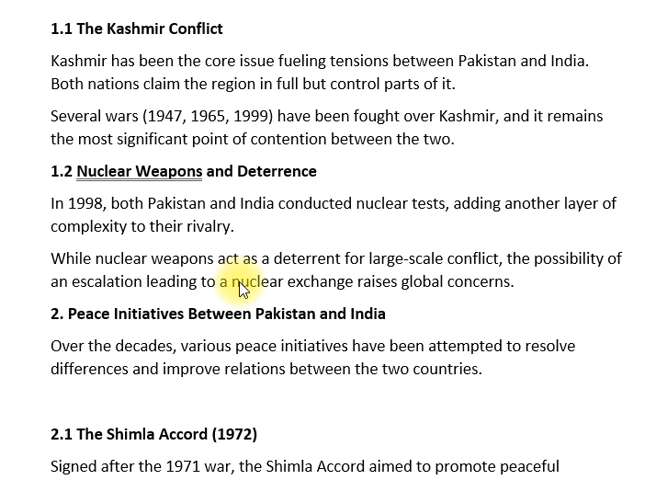 1.1 The Kashmir Conflict
Kashmir has been the core issue fueling tensions between Pakistan and India.
Both nations claim the region in full but control parts of it.
Several wars (1947, 1965, 1999) have been fought over Kashmir, and it remains
the most significant point of contention between the two.
1.2 Nuclear Weapons and Deterrence
In 1998, both Pakistan and India conducted nuclear tests, adding another layer of
complexity to their rivalry.
While nuclear weapons act as a deterrent for large-scale conflict, the possibility of
an escalation leading to a nuclear exchange raises global concerns.
2. Peace Initiatives Between Pakistan and India
Over the decades, various peace initiatives have been attempted to resolve
differences and improve relations between the two countries.
2.1 The Shimla Accord (1972)
Signed after the 1971 war, the Shimla Accord aimed to promote peaceful